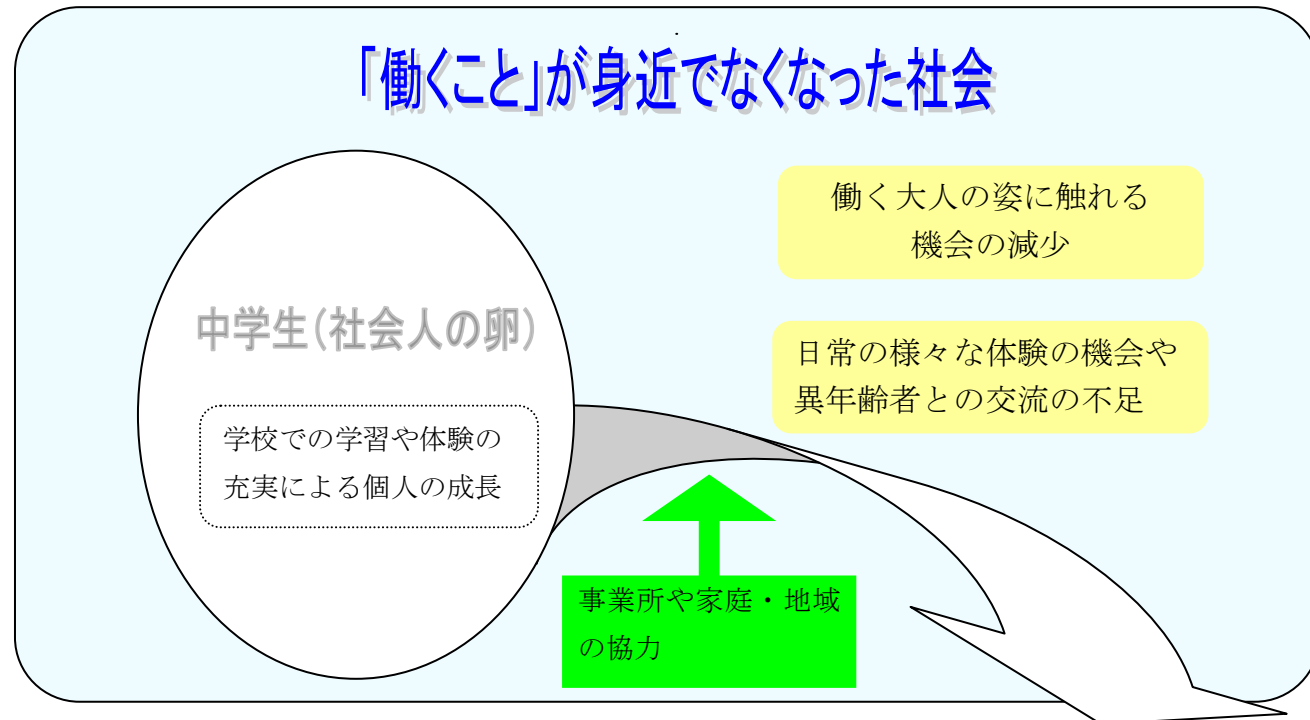 「働くこと」が身近でなくなった社会
働く大人の姿に触れる
機会の減少
中学生(社会人の卵)
日常の様々な体験の機会や
異年齢者との交流の不足
学校での学習や体験の
充実による個人の成長
事業所や家庭・地域
の協力